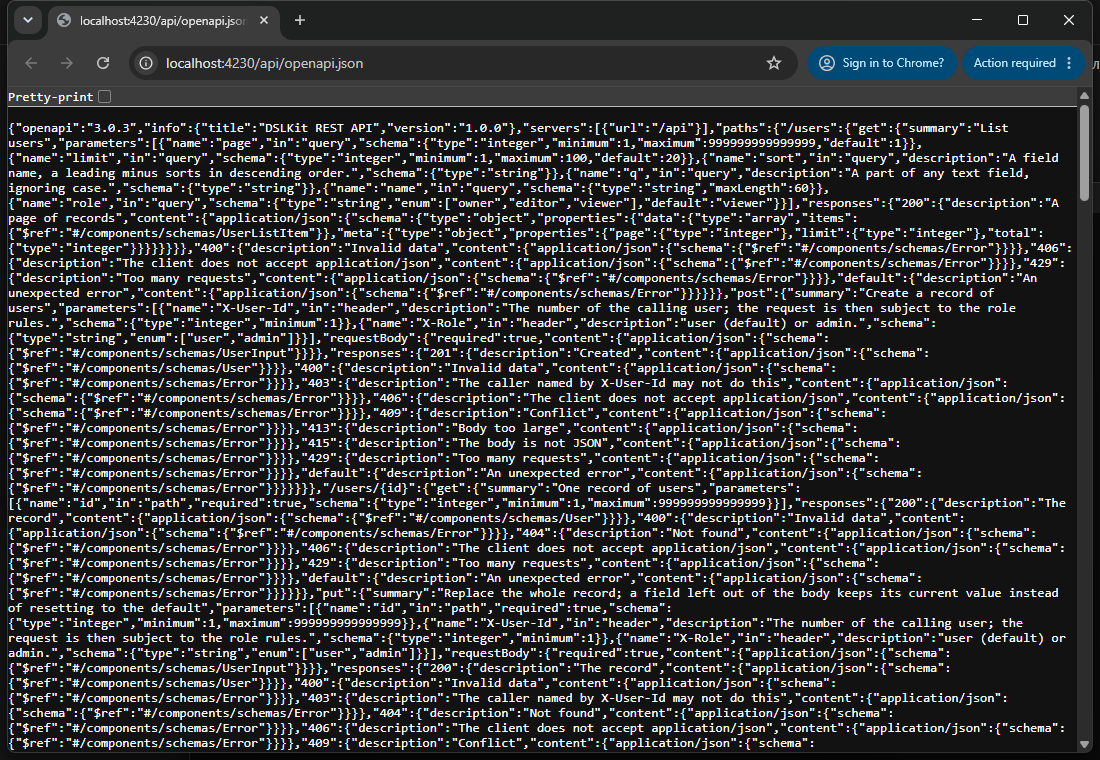 localhost:4230/api/openapi.json
localhost:4230/api/openapi.json
Sign in to Chrome?
Action required
Pretty-print
{"openapi":"3.0.3","info":{"title":"DSLKit REST API","version":"1.0.0"},"servers":[{"url":"/api"}],"paths":{"/users":{"get":{"summary":"List
users","parameters":[{"name":"page","in":"query","schema":{"type":"integer","minimum":1,"maximum":999999999999999,"default":1}},
{"name":"limit","in":"query","schema":{"type":"integer","minimum":1,"maximum":100,"default":20}},{"name":"sort","in":"query","description":"A field
name, a leading minus sorts in descending order.","schema":{"type":"string"}},{"name":"q","in":"query","description":"A part of any text field,
ignoring case.","schema":{"type":"string"}},{"name":"name","in":"query","schema":{"type":"string","maxLength":60}},
{"name":"role","in":"query","schema":{"type":"string","enum":["owner","editor","viewer"],"default":"viewer"}}],"responses":{"200":{"description":"A
page of records","content":{"application/json":{"schema":{"type":"object","properties":{"data":{"type":"array","items":
{"$ref":"#/components/schemas/UserListItem"}},"meta":{"type":"object","properties":{"page":{"type":"integer"},"limit":{"type":"integer"},"total":
{"type":"integer"}}}}}}}},"400":{"description":"Invalid data","content":{"application/json":{"schema":{"$ref":"#/components/schemas/Error"}}}},"406":
{"description":"The client does not accept application/json","content":{"application/json":{"schema":{"$ref":"#/components/schemas/Error"}}}},"429":
{"description":"Too many requests","content":{"application/json":{"schema":{"$ref":"#/components/schemas/Error"}}}},"default":{"description":"An
unexpected error","content":{"application/json":{"schema":{"$ref":"#/components/schemas/Error"}}}}}},"post":{"summary":"Create a record of
users","parameters":[{"name":"X-User-Id","in":"header","description":"The number of the calling user; the request is then subject to the role
rules.","schema":{"type":"integer","minimum":1}},{"name":"X-Role","in":"header","description":"user (default) or admin.","schema":
{"type":"string","enum":["user","admin"]}}],"requestBody":{"required":true,"content":{"application/json":{"schema":
{"$ref":"#/components/schemas/UserInput"}}}},"responses":{"201":{"description":"Created","content":{"application/json":{"schema":
{"$ref":"#/components/schemas/User"}}}},"400":{"description":"Invalid data","content":{"application/json":{"schema":
{"$ref":"#/components/schemas/Error"}}}},"403":{"description":"The caller named by X-User-Id may not do this","content":{"application/json":
{"schema":{"$ref":"#/components/schemas/Error"}}}},"406":{"description":"The client does not accept application/json","content":{"application/json":
{"schema":{"$ref":"#/components/schemas/Error"}}}},"409":{"description":"Conflict","content":{"application/json":{"schema":
{"$ref":"#/components/schemas/Error"}}}},"413":{"description":"Body too large","content":{"application/json":{"schema":
{"$ref":"#/components/schemas/Error"}}}},"415":{"description":"The body is not JSON","content":{"application/json":{"schema":
{"$ref":"#/components/schemas/Error"}}}},"429":{"description":"Too many requests","content":{"application/json":{"schema":
{"$ref":"#/components/schemas/Error"}}}},"default":{"description":"An unexpected error","content":{"application/json":{"schema":
{"$ref":"#/components/schemas/Error"}}}}}}},"/users/{id}":{"get":{"summary":"One record of users","parameters":
[{"name":"id","in":"path","required":true,"schema":{"type":"integer","minimum":1,"maximum":999999999999999}}],"responses":{"200":{"description":"The
record","content":{"application/json":{"schema":{"$ref":"#/components/schemas/User"}}}},"400":{"description":"Invalid data","content":
{"application/json":{"schema":{"$ref":"#/components/schemas/Error"}}}},"404":{"description":"Not found","content":{"application/json":{"schema":
{"$ref":"#/components/schemas/Error"}}}},"406":{"description":"The client does not accept application/json","content":{"application/json":{"schema":
{"$ref":"#/components/schemas/Error"}}}},"429":{"description":"Too many requests","content":{"application/json":{"schema":
{"$ref":"#/components/schemas/Error"}}}},"default":{"description":"An unexpected error","content":{"application/json":{"schema":
{"$ref":"#/components/schemas/Error"}}}}}},"put":{"summary":"Replace the whole record; a field left out of the body keeps its current value instead
of resetting to the default","parameters":[{"name":"id","in":"path","required":true,"schema":
{"type":"integer","minimum":1,"maximum":999999999999999}},{"name":"X-User-Id","in":"header","description":"The number of the calling user; the
request is then subject to the role rules.","schema":{"type":"integer","minimum":1}},{"name":"X-Role","in":"header","description":"user (default) or
admin.","schema":{"type":"string","enum":["user","admin"]}}],"requestBody":{"required":true,"content":{"application/json":{"schema":
{"$ref":"#/components/schemas/UserInput"}}}},"responses":{"200":{"description":"The record","content":{"application/json":{"schema":
{"$ref":"#/components/schemas/User"}}}},"400":{"description":"Invalid data","content":{"application/json":{"schema":
{"$ref":"#/components/schemas/Error"}}}},"403":{"description":"The caller named by X-User-Id may not do this","content":{"application/json":
{"schema":{"$ref":"#/components/schemas/Error"}}}},"404":{"description":"Not found","content":{"application/json":{"schema":
{"$ref":"#/components/schemas/Error"}}}},"406":{"description":"The client does not accept application/json","content":{"application/json":{"schema":
{"$ref":"#/components/schemas/Error"}}}},"409":{"description":"Conflict","content":{"application/json":{"schema":